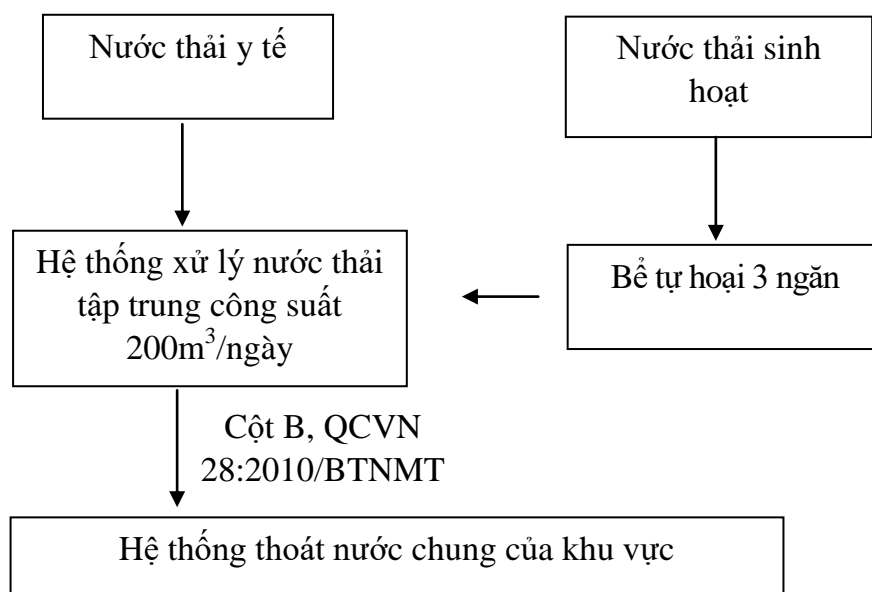 Nước thải y tế
Nước thải sinh
hoạt
Hệ thống xử lý nước thải
tập trung công suất
200m³/ngày
Bể tự hoại 3 ngăn
Cột B, QCVN
28:2010/BTNMT
Hệ thống thoát nước chung của khu vực